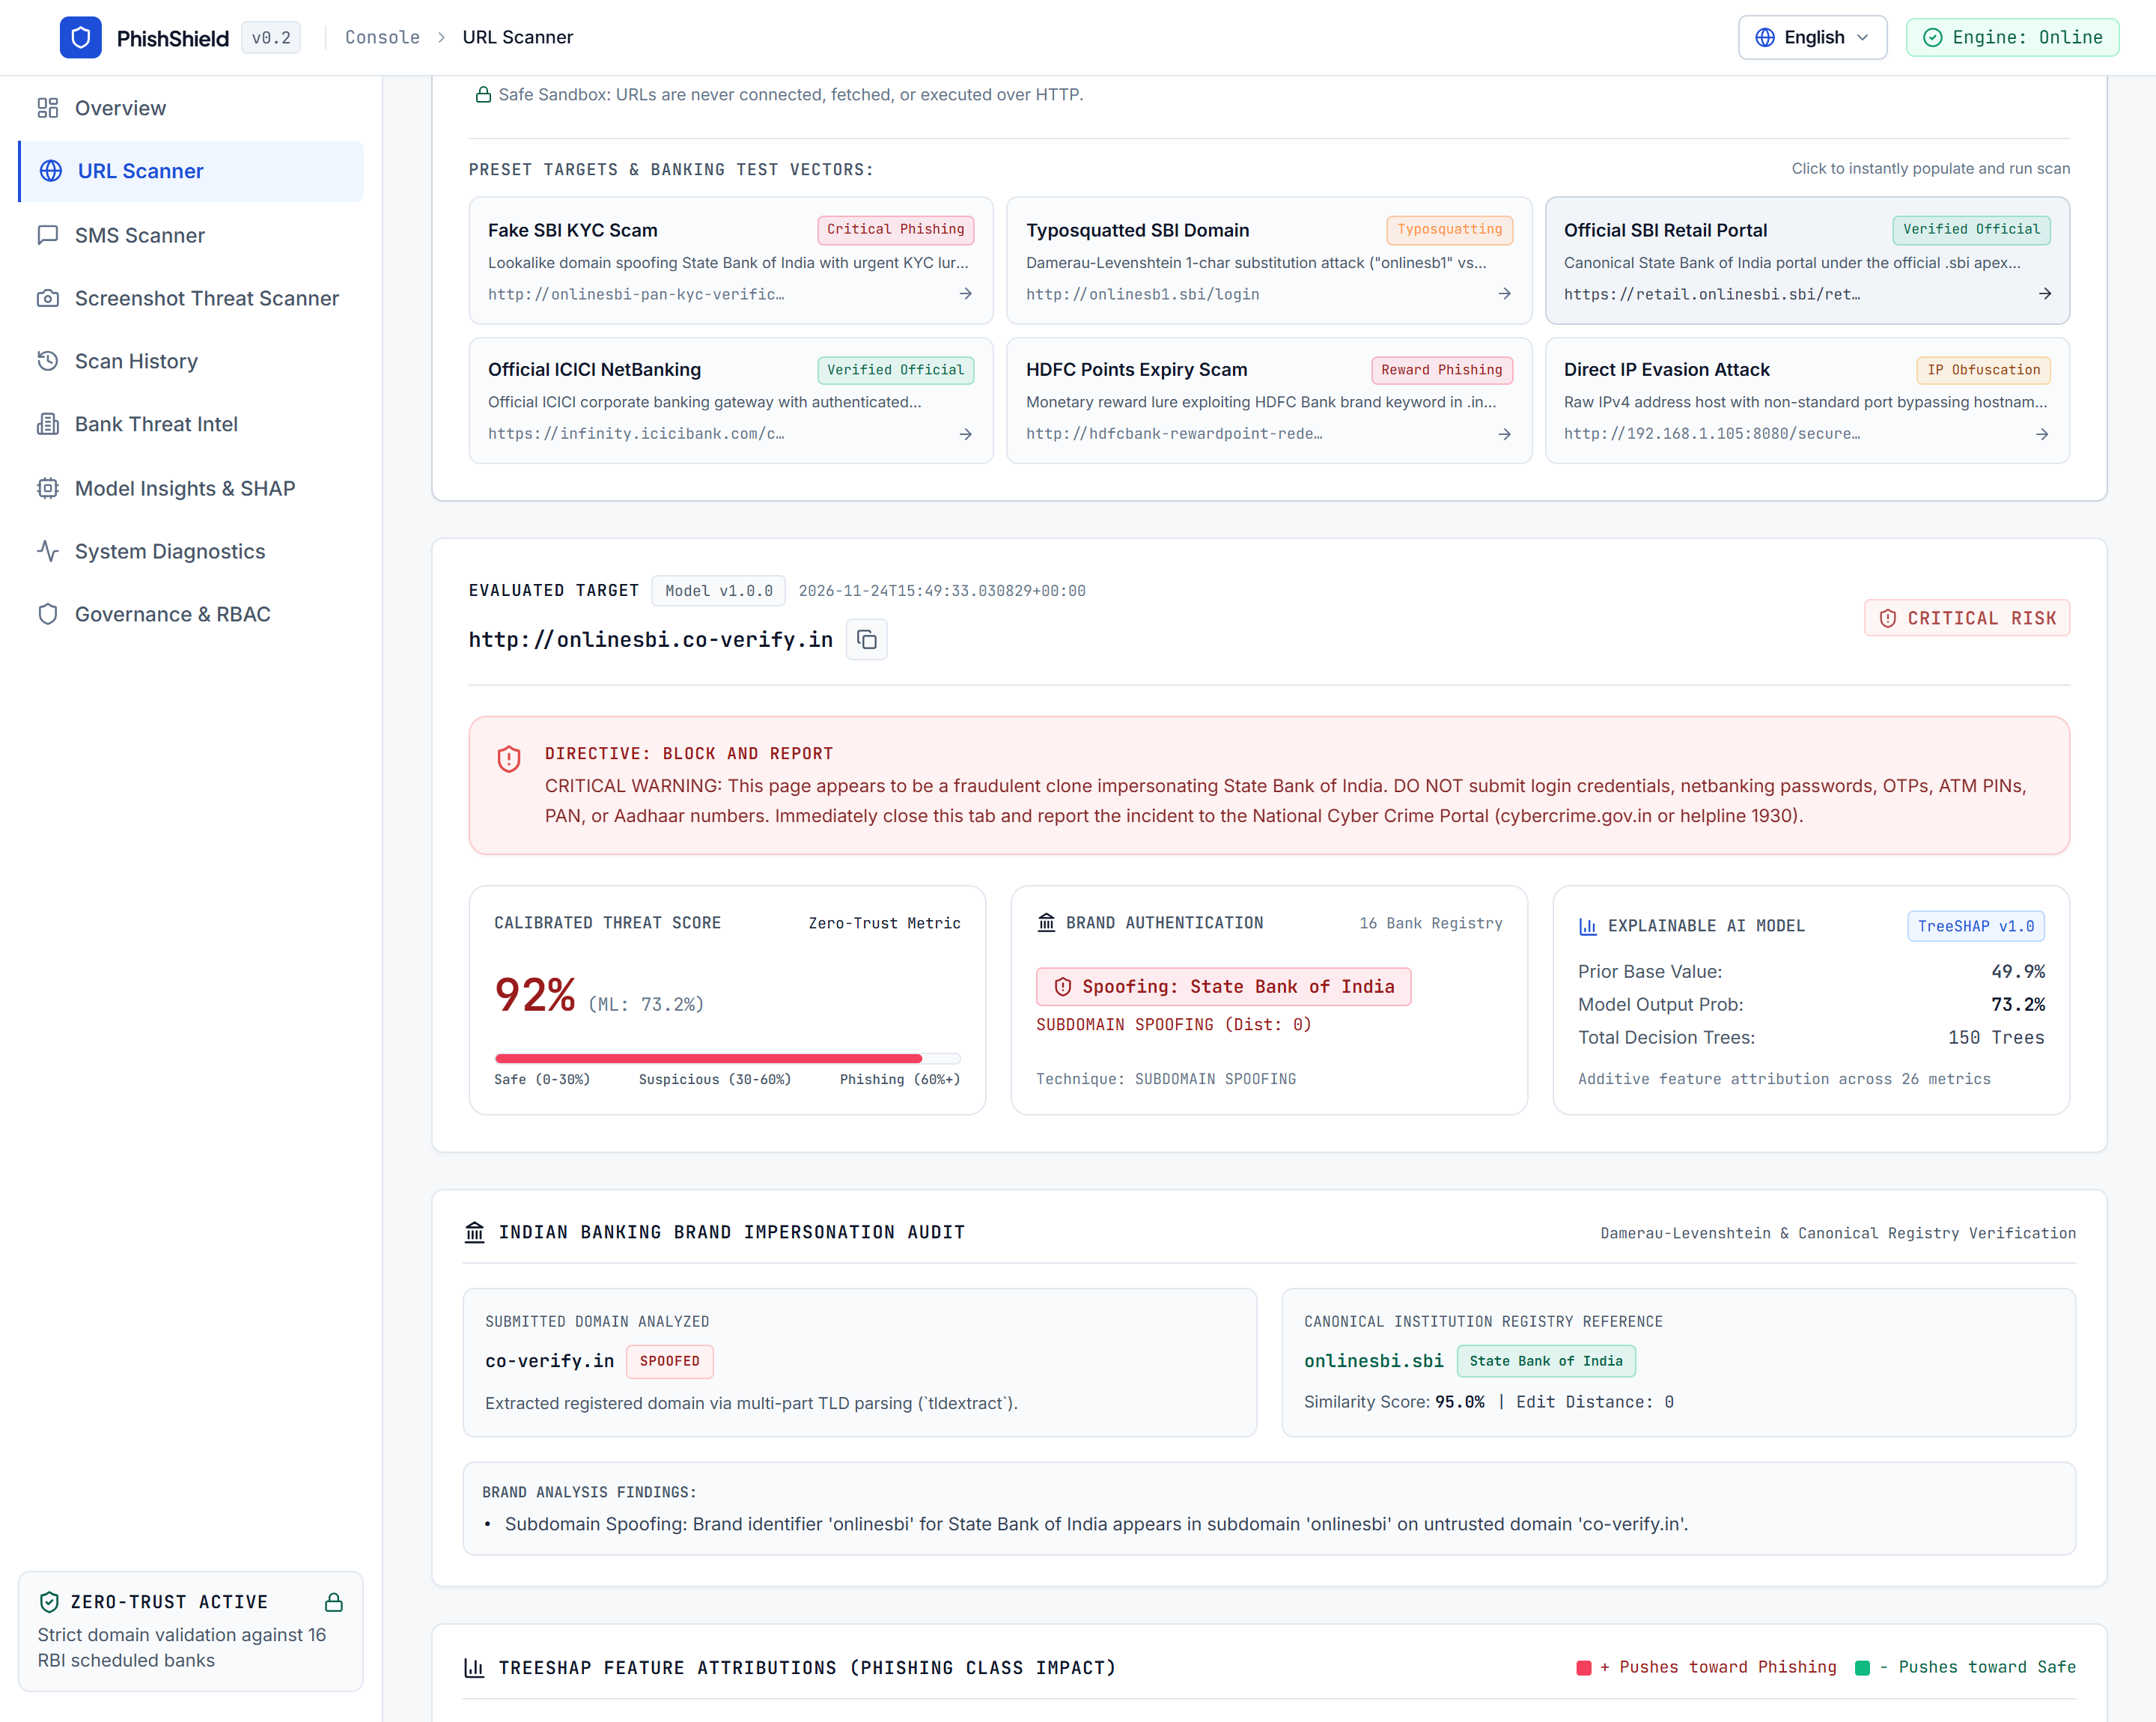 PhishShield v0.2 Console > URL Scanner English Engine: Online
Overview
URL Scanner
SMS Scanner
Screenshot Threat Scanner
Scan History
Bank Threat Intel
Model Insights & SHAP
System Diagnostics
Governance & RBAC
ZERO-TRUST ACTIVE
Strict domain validation against 16
RBI scheduled banks
Safe Sandbox: URLs are never connected, fetched, or executed over HTTP.
PRESET TARGETS & BANKING TEST VECTORS: Click to instantly populate and run scan
Fake SBI KYC Scam Critical Phishing
Lookalike domain spoofing State Bank of India with urgent KYC lur...
http://onlinesbi-pan-kyc-verific…
Typosquatted SBI Domain Typosquatting
Damerau-Levenshtein 1-char substitution attack ("onlinesb1" vs...
http://onlinesb1.sbi/login
Official SBI Retail Portal Verified Official
Canonical State Bank of India portal under the official .sbi apex...
https://retail.onlinesbi.sbi/ret…
Official ICICI NetBanking Verified Official
Official ICICI corporate banking gateway with authenticated...
https://infinity.icicibank.com/c…
HDFC Points Expiry Scam Reward Phishing
Monetary reward lure exploiting HDFC Bank brand keyword in .in...
http://hdfcbank-rewardpoint-rede…
Direct IP Evasion Attack IP Obfuscation
Raw IPv4 address host with non-standard port bypassing hostnam...
http://192.168.1.105:8080/secure…
EVALUATED TARGET Model v1.0.0 2026-11-24T15:49:33.030829+00:00
http://onlinesbi.co-verify.in
CRITICAL RISK
DIRECTIVE: BLOCK AND REPORT
CRITICAL WARNING: This page appears to be a fraudulent clone impersonating State Bank of India. DO NOT submit login credentials, netbanking passwords, OTPs, ATM PINs,
PAN, or Aadhaar numbers. Immediately close this tab and report the incident to the National Cyber Crime Portal (cybercrime.gov.in or helpline 1930).
CALIBRATED THREAT SCORE Zero-Trust Metric
92% (ML: 73.2%)
Safe (0-30%) Suspicious (30-60%) Phishing (60%+)
BRAND AUTHENTICATION 16 Bank Registry
Spoofing: State Bank of India
SUBDOMAIN SPOOFING (Dist: 0)
Technique: SUBDOMAIN SPOOFING
EXPLAINABLE AI MODEL TreeSHAP v1.0
Prior Base Value: 49.9%
Model Output Prob: 73.2%
Total Decision Trees: 150 Trees
Additive feature attribution across 26 metrics
INDIAN BANKING BRAND IMPERSONATION AUDIT Damerau-Levenshtein & Canonical Registry Verification
SUBMITTED DOMAIN ANALYZED
co-verify.in SPOOFED
Extracted registered domain via multi-part TLD parsing (`tldextract`).
CANONICAL INSTITUTION REGISTRY REFERENCE
onlinesbi.sbi State Bank of India
Similarity Score: 95.0% | Edit Distance: 0
BRAND ANALYSIS FINDINGS:
• Subdomain Spoofing: Brand identifier 'onlinesbi' for State Bank of India appears in subdomain 'onlinesbi' on untrusted domain 'co-verify.in'.
TREESHAP FEATURE ATTRIBUTIONS (PHISHING CLASS IMPACT) + Pushes toward Phishing - Pushes toward Safe